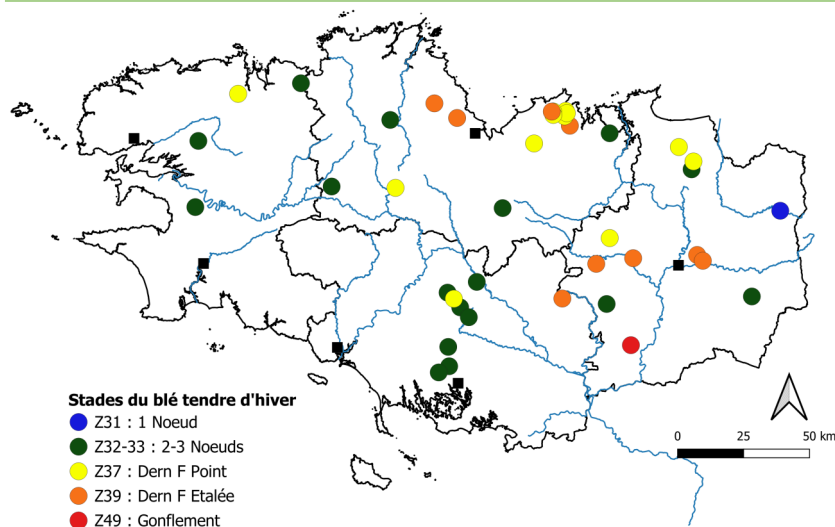 Stades du blé tendre d'hiver
Z31 : 1 Noeud
Z32-33 : 2-3 Noeuds
Z37 : Dern F Point
Z39 : Dern F Etalée
Z49 : Gonflement
0 25 50 km